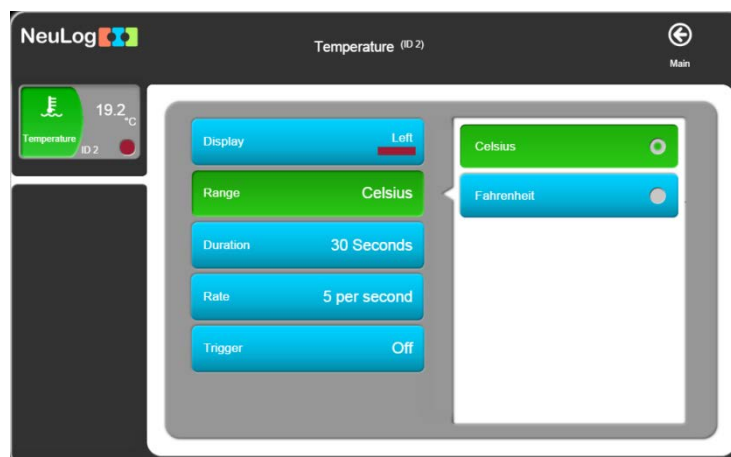 NeuLog
Temperature (ID 2)
Main
19.2 °C
Temperature
ID 2
Display Left
Range Celsius
Duration 30 Seconds
Rate 5 per second
Trigger Off
Celsius
Fahrenheit